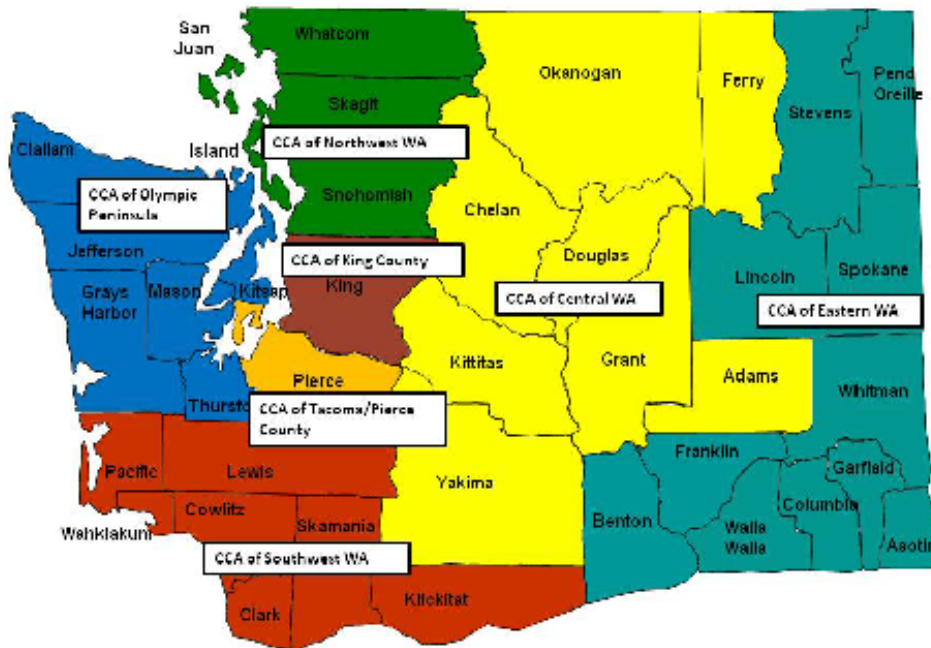 San
Juan
Whatcom
Okanogan
Ferry
Pend
Oreille
Stevens
Skagit
Island
CCA of Northwest WA
Clallam
CCA of Olympic
Peninsula
Snohomish
Chelan
Jefferson
CCA of King County
Douglas
Lincoln
Spokane
Grays
Harbor
Mason
Kitsap
King
CCA of Central WA
CCA of Eastern WA
Kittitas
Grant
Adams
Pierce
Whitman
Thursto
CCA of Tacoma/Pierce
County
Pacific
Lewis
Yakima
Franklin
Garfield
Cowlitz
Skamania
Benton
Columbia
Wahkiakum
Walla
Walla
Asotin
CCA of Southwest WA
Clark
Klickitat